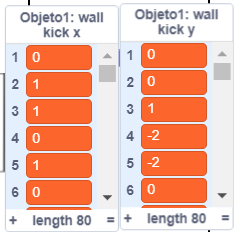 Objeto1: wall
kick x
1 0
2 1
3 1
4 0
5 1
6 0
+ length 80 =
Objeto1: wall
kick y
1 0
2 0
3 1
4 -2
5 -2
6 0
+ length 80 =